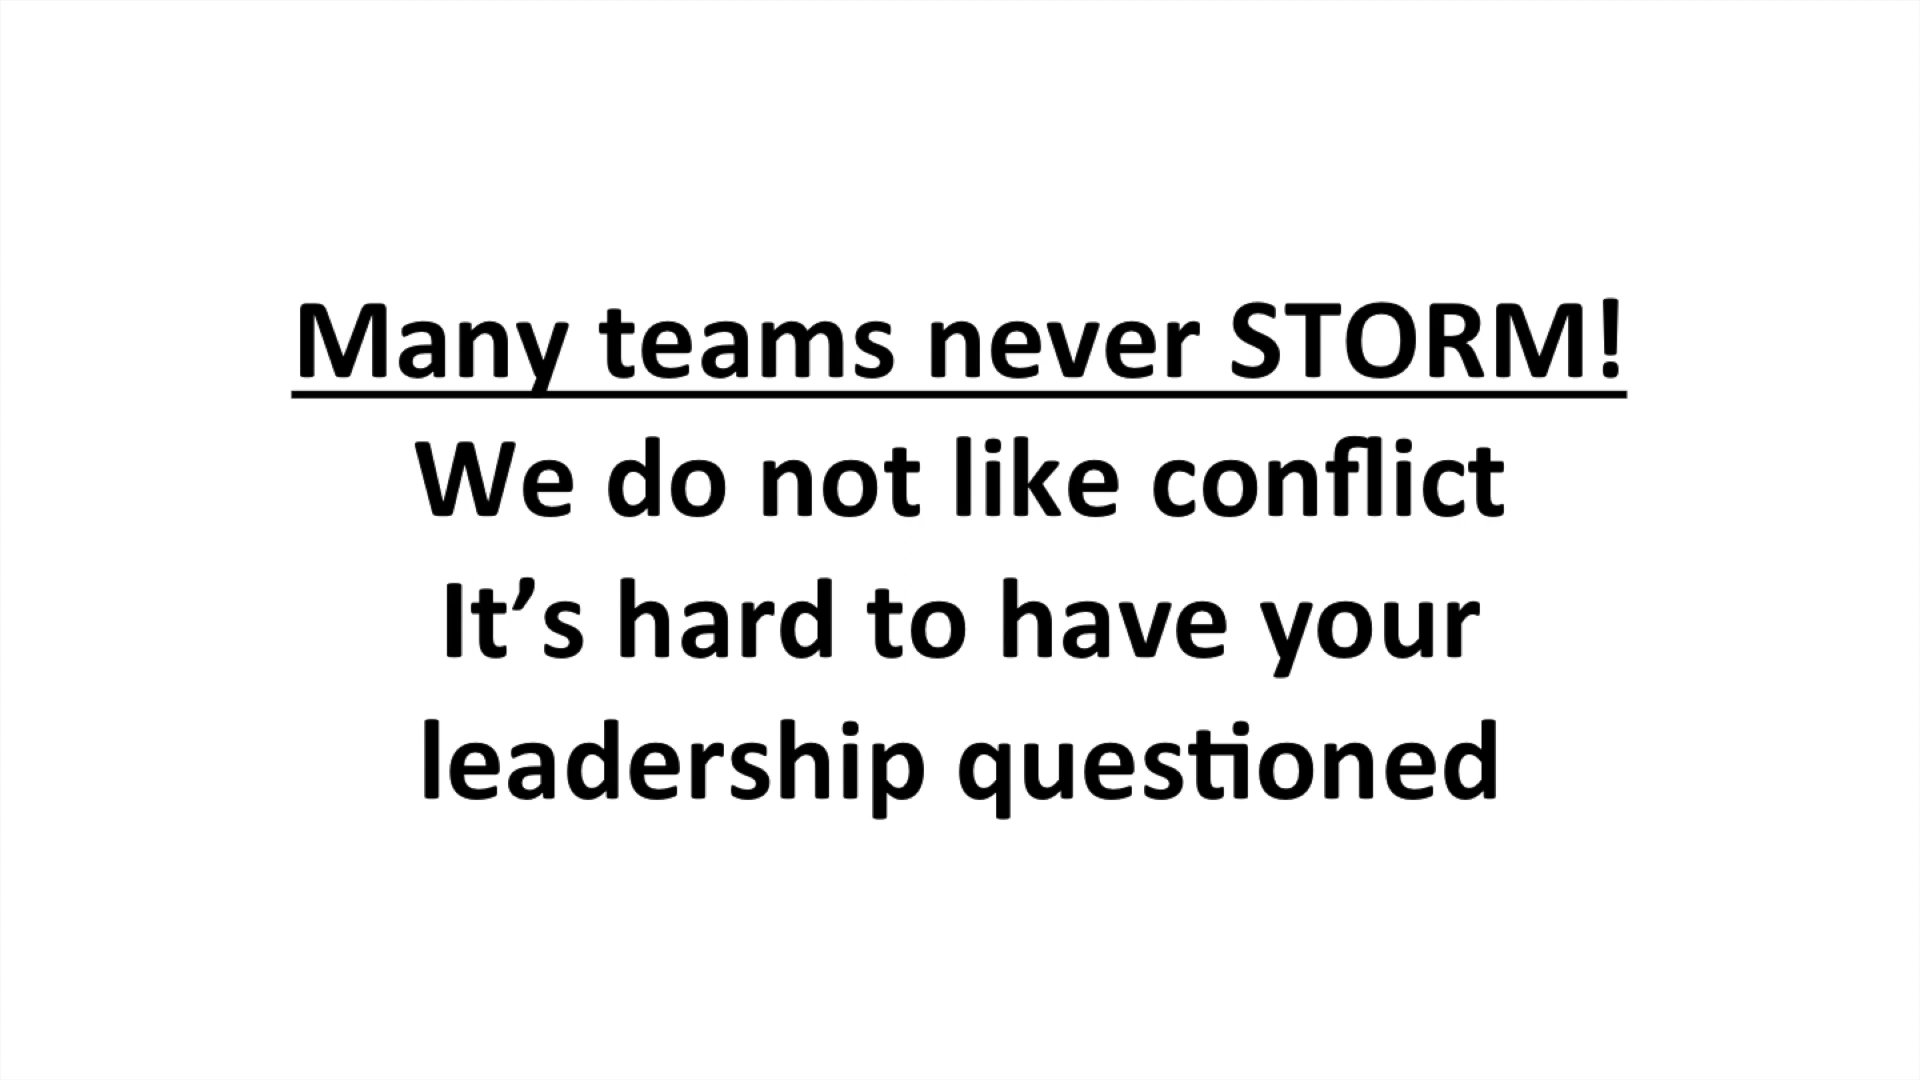 Many teams never STORM!
We do not like conflict
It’s hard to have your
leadership questioned